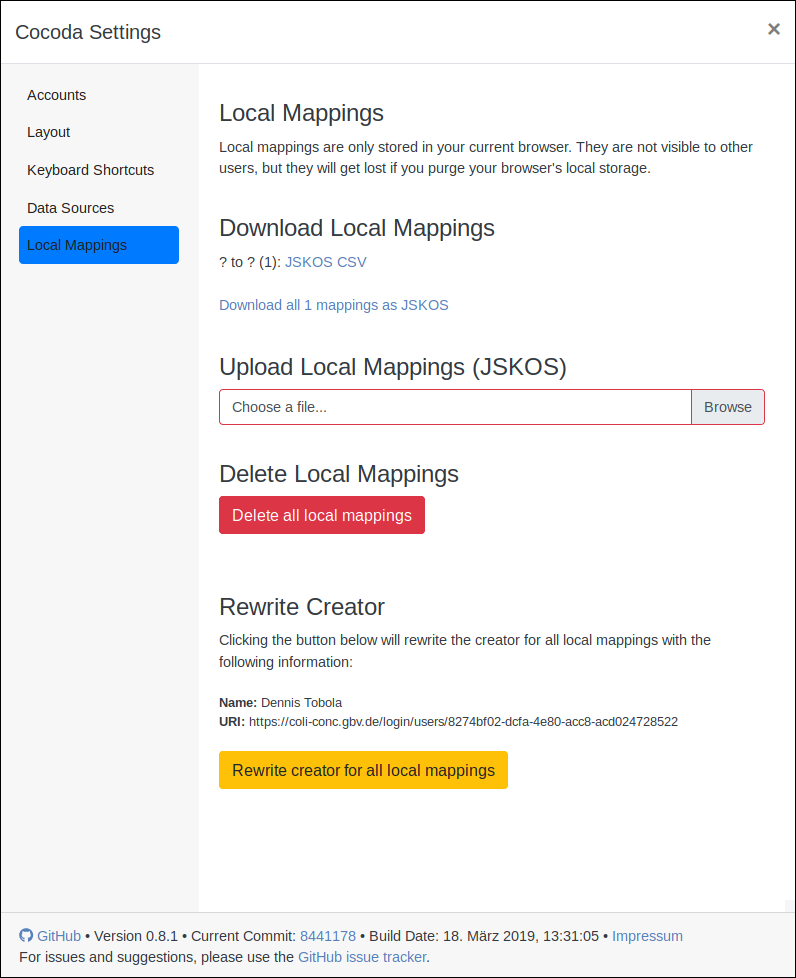 Cocoda Settings
×
Accounts
Layout
Keyboard Shortcuts
Data Sources
Local Mappings
Local Mappings
Local mappings are only stored in your current browser. They are not visible to other
users, but they will get lost if you purge your browser's local storage.
Download Local Mappings
? to ? (1): JSKOS CSV
Download all 1 mappings as JSKOS
Upload Local Mappings (JSKOS)
Choose a file... Browse
Delete Local Mappings
Delete all local mappings
Rewrite Creator
Clicking the button below will rewrite the creator for all local mappings with the
following information:
Name: Dennis Tobola
URI: https://coli-conc.gbv.de/login/users/8274bf02-dcfa-4e80-acc8-acd024728522
Rewrite creator for all local mappings
GitHub • Version 0.8.1 • Current Commit: 8441178 • Build Date: 18. März 2019, 13:31:05 • Impressum
For issues and suggestions, please use the GitHub issue tracker.